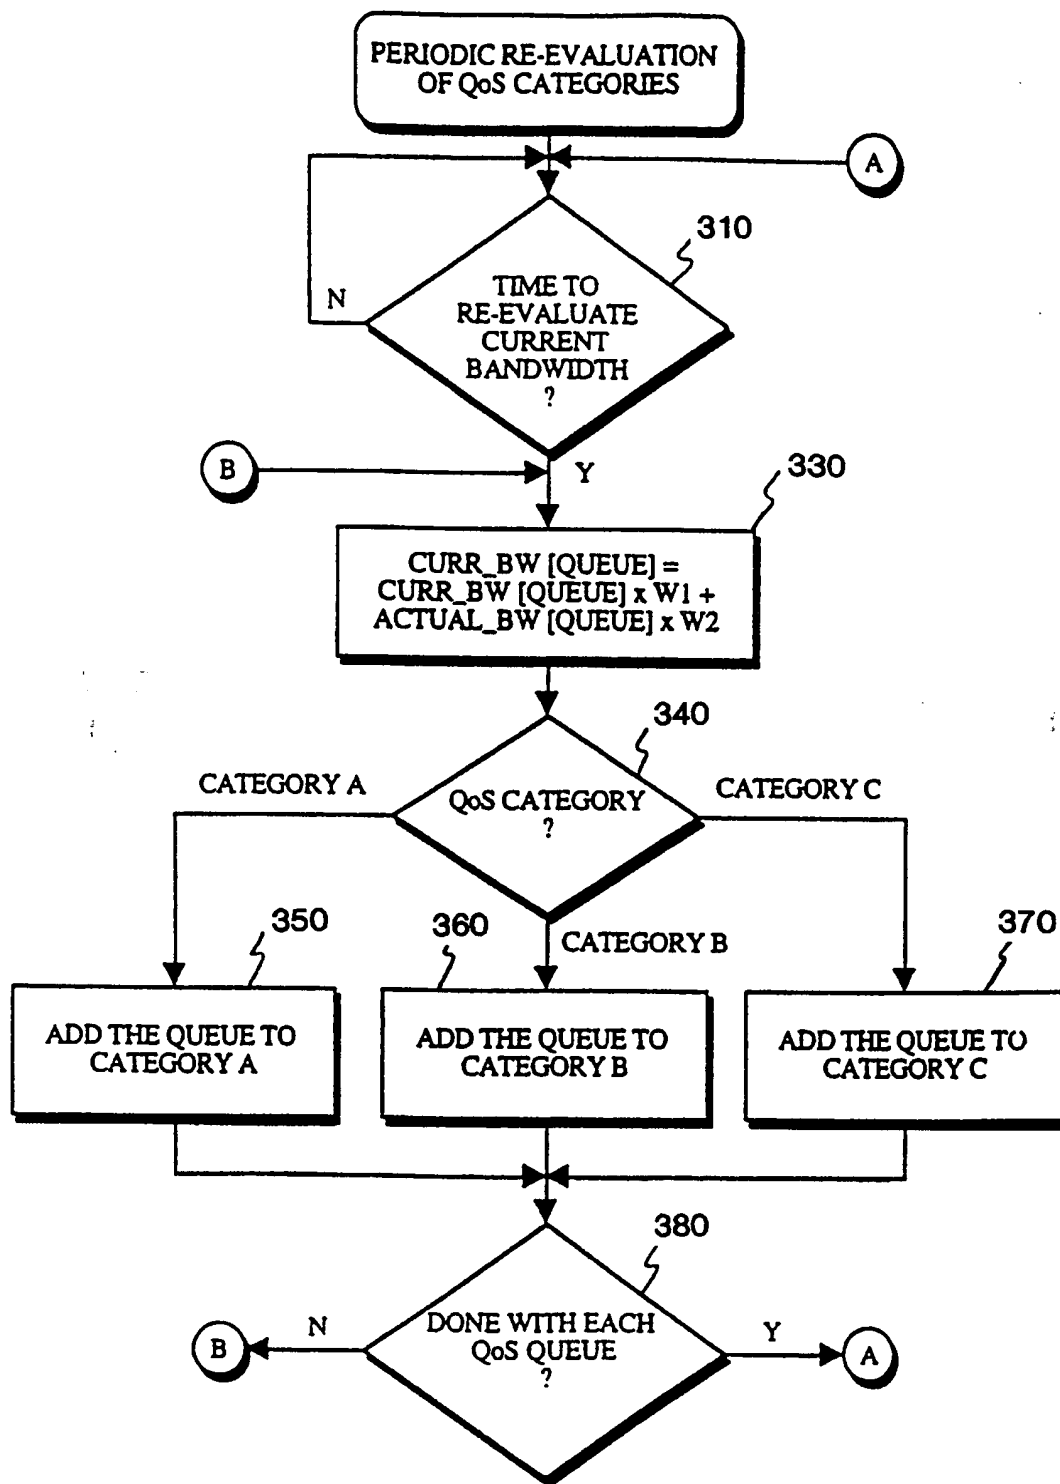 PERIODIC RE-EVALUATION
OF QoS CATEGORIES
A
310
TIME TO
RE-EVALUATE
CURRENT
BANDWIDTH
?
N
B
Y
330
CURR_BW [QUEUE] =
CURR_BW [QUEUE] x W1 +
ACTUAL_BW [QUEUE] x W2
340
CATEGORY A
QoS CATEGORY
?
CATEGORY C
350
360
CATEGORY B
370
ADD THE QUEUE TO
CATEGORY A
ADD THE QUEUE TO
CATEGORY B
ADD THE QUEUE TO
CATEGORY C
380
B
N
DONE WITH EACH
QoS QUEUE
?
Y
A